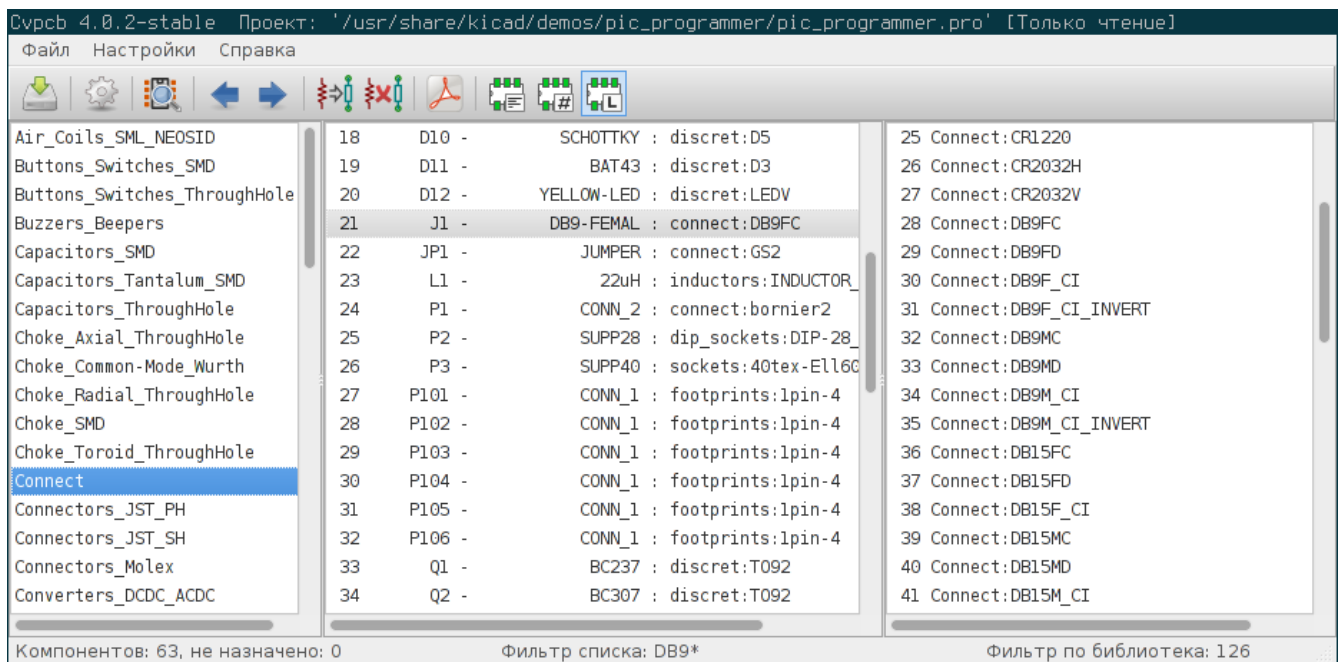 Cvpcb 4.0.2-stable Проект: '/usr/share/kicad/demos/pic_programmer/pic_programmer.pro' [Только чтение]
Файл Настройки Справка
# L
Air_Coils_SML_NEOSID
Buttons_Switches_SMD
Buttons_Switches_ThroughHole
Buzzers_Beepers
Capacitors_SMD
Capacitors_Tantalum_SMD
Capacitors_ThroughHole
Choke_Axial_ThroughHole
Choke_Common-Mode_Wurth
Choke_Radial_ThroughHole
Choke_SMD
Choke_Toroid_ThroughHole
Connect
Connectors_JST_PH
Connectors_JST_SH
Connectors_Molex
Converters_DCDC_ACDC
18 D10 - SCHOTTKY : discret:D5
19 D11 - BAT43 : discret:D3
20 D12 - YELLOW-LED : discret:LEDV
21 J1 - DB9-FEMAL : connect:DB9FC
22 JP1 - JUMPER : connect:GS2
23 L1 - 22uH : inductors:INDUCTOR_
24 P1 - CONN_2 : connect:bornier2
25 P2 - SUPP28 : dip_sockets:DIP-28_
26 P3 - SUPP40 : sockets:40tex-Ell60
27 P101 - CONN_1 : footprints:1pin-4
28 P102 - CONN_1 : footprints:1pin-4
29 P103 - CONN_1 : footprints:1pin-4
30 P104 - CONN_1 : footprints:1pin-4
31 P105 - CONN_1 : footprints:1pin-4
32 P106 - CONN_1 : footprints:1pin-4
33 Q1 - BC237 : discret:TO92
34 Q2 - BC307 : discret:TO92
25 Connect:CR1220
26 Connect:CR2032H
27 Connect:CR2032V
28 Connect:DB9FC
29 Connect:DB9FD
30 Connect:DB9F_CI
31 Connect:DB9F_CI_INVERT
32 Connect:DB9MC
33 Connect:DB9MD
34 Connect:DB9M_CI
35 Connect:DB9M_CI_INVERT
36 Connect:DB15FC
37 Connect:DB15FD
38 Connect:DB15F_CI
39 Connect:DB15MC
40 Connect:DB15MD
41 Connect:DB15M_CI
Компонентов: 63, не назначено: 0 Фильтр списка: DB9* Фильтр по библиотека: 126